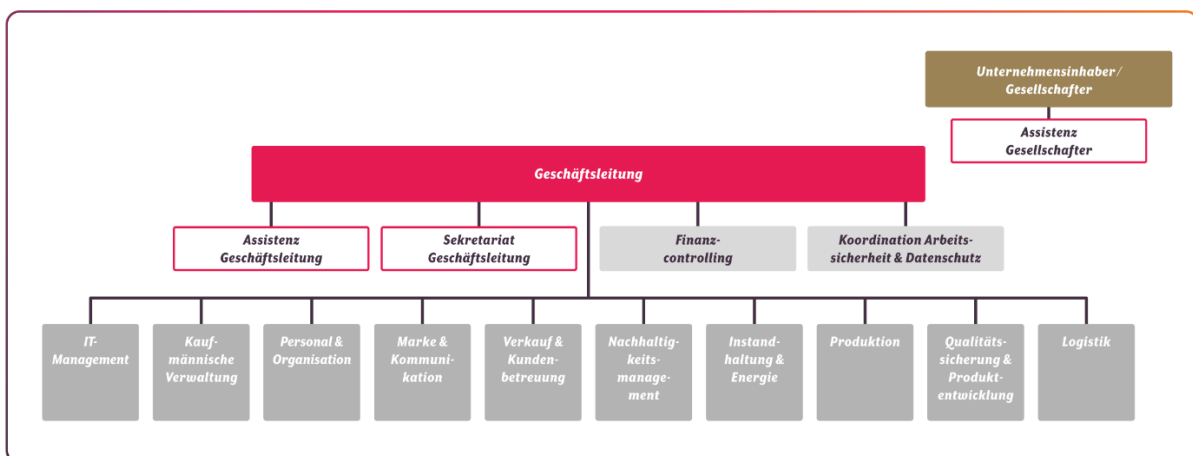 Unternehmensinhaber /
Gesellschafter
Assistenz
Gesellschafter
Geschäftsleitung
Assistenz
Geschäftsleitung
Sekretariat
Geschäftsleitung
Finanz-
controlling
Koordination Arbeits-
sicherheit & Datenschutz
IT-
Management
Kauf-
männische
Verwaltung
Personal &
Organisation
Marke &
Kommuni-
kation
Verkauf &
Kunden-
betreuung
Nachhaltig-
keits-
manage-
ment
Instand-
haltung &
Energie
Produktion
Qualitäts-
sicherung &
Produkt-
entwicklung
Logistik